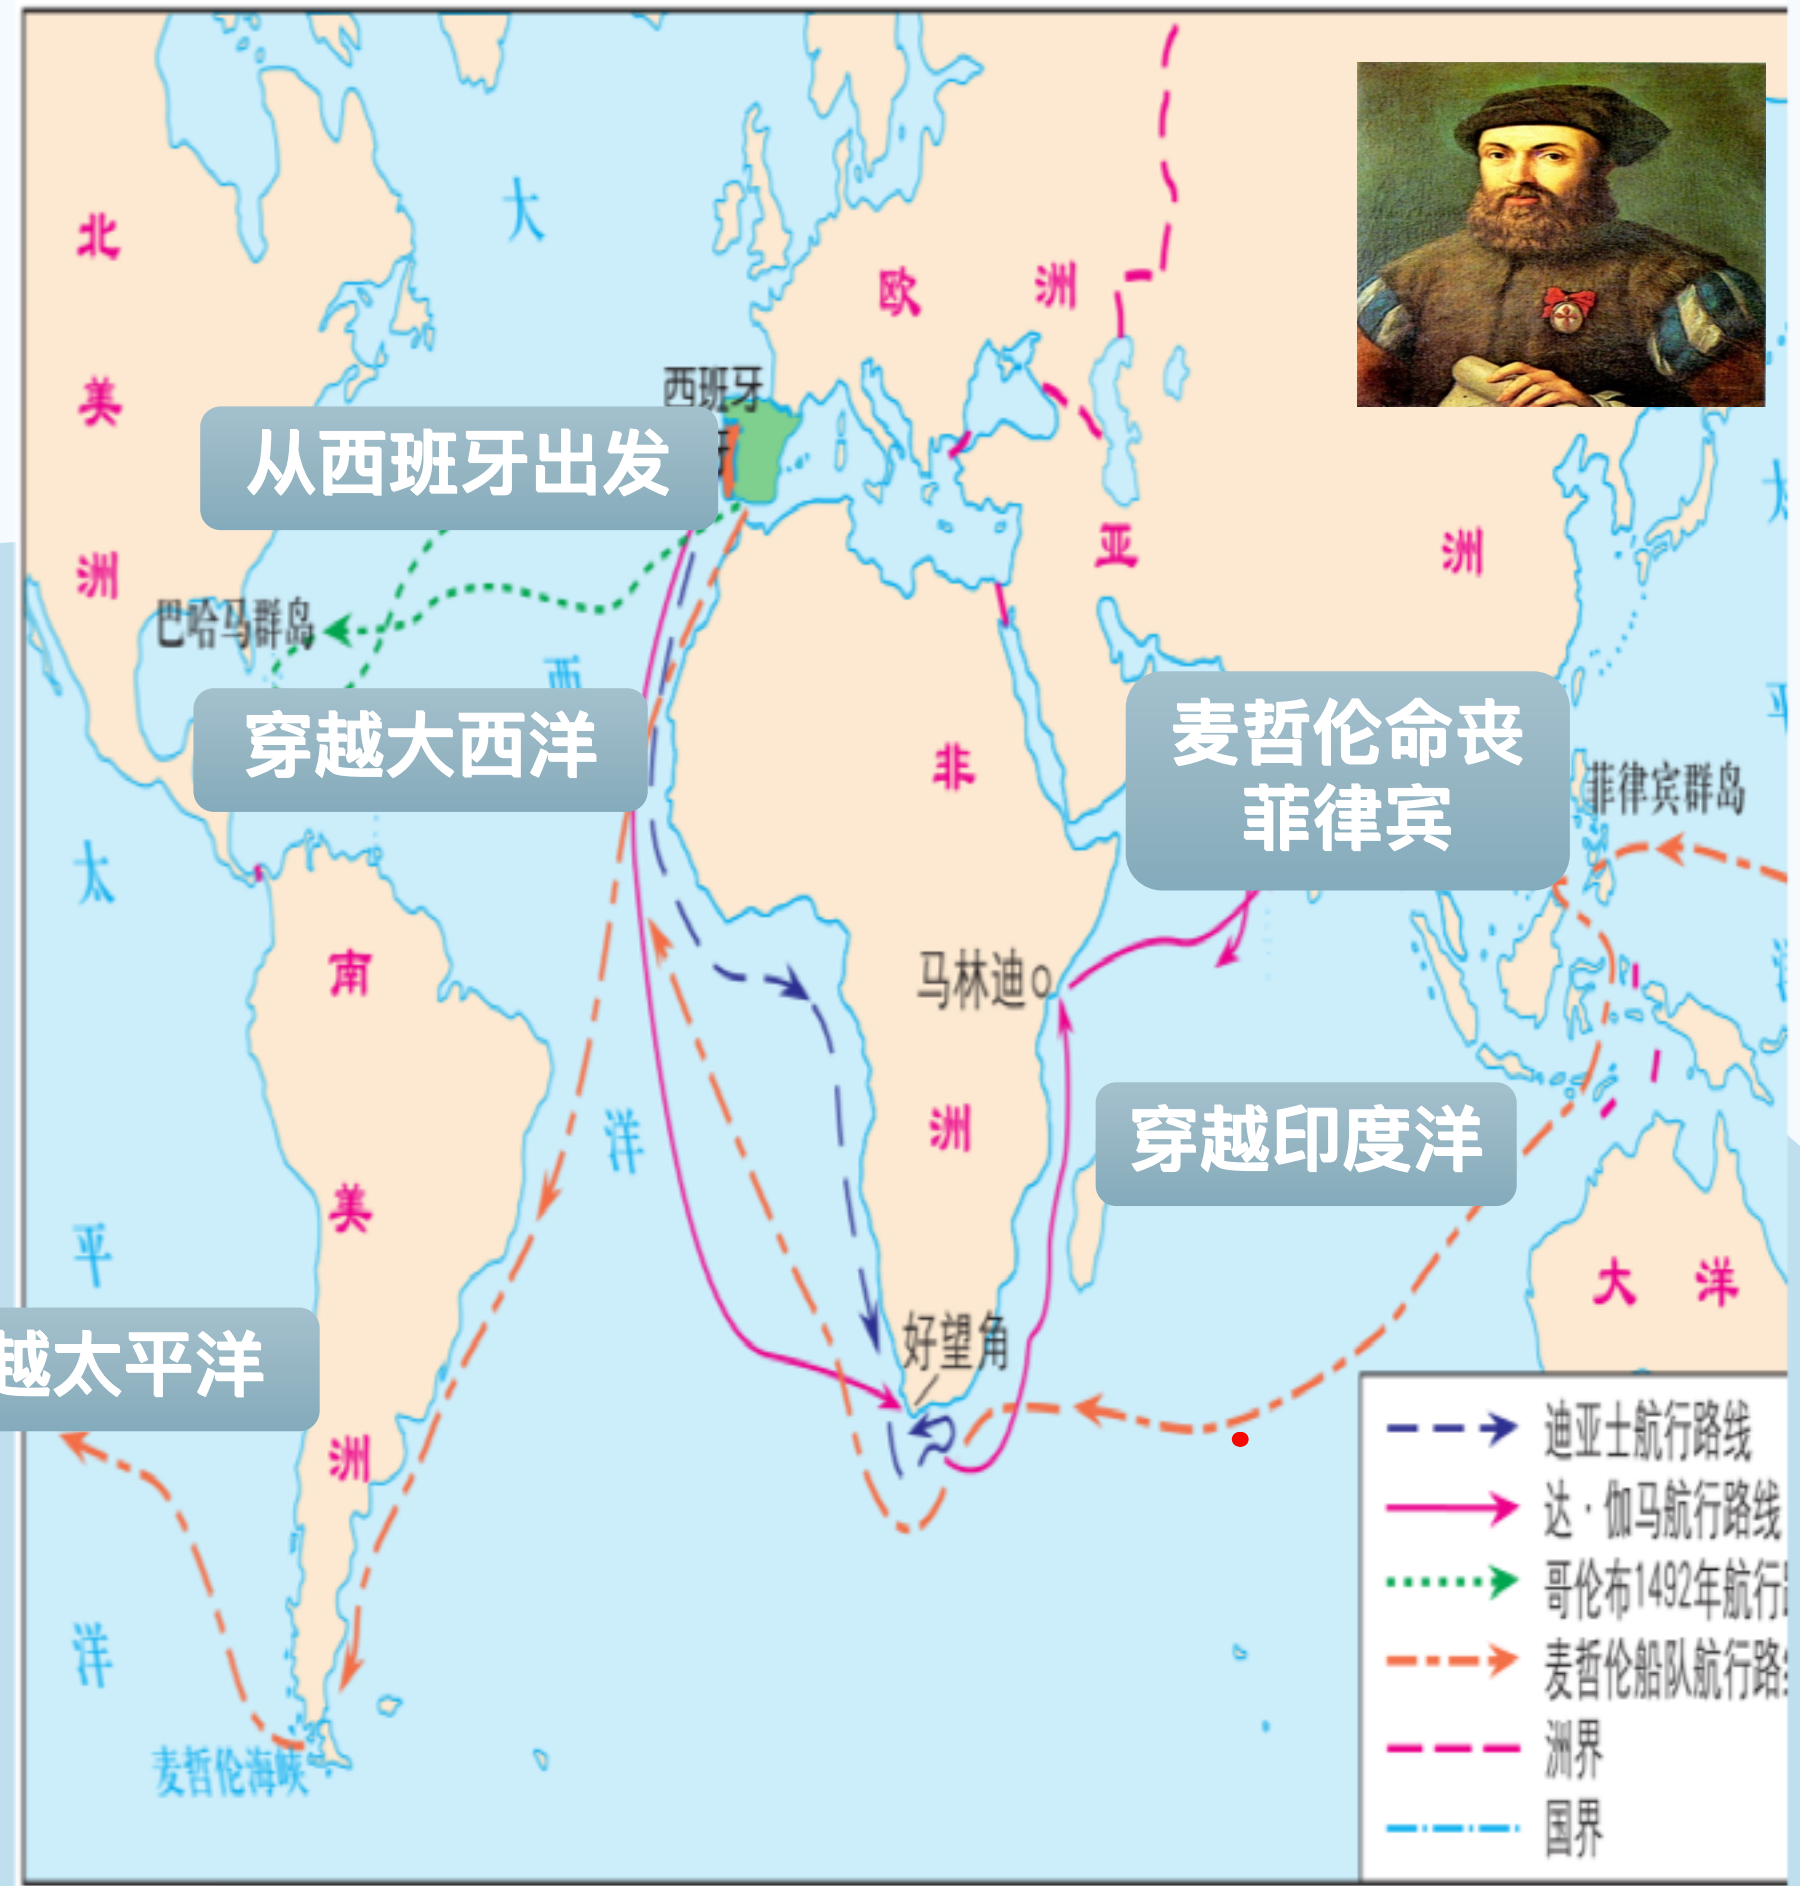 大
北
欧 洲
美
西班牙
牙
从西班牙出发
洲
亚 洲
巴哈马群岛
西
太
平
穿越大西洋
麦哲伦命丧
菲律宾
非
菲律宾群岛
太
南
马林迪
洋
洲
洋
穿越印度洋
美
平
大 洋
好望角
越太平洋
洲
洋
麦哲伦海峡
迪亚士航行路线
达·伽马航行路线
哥伦布1492年航行
麦哲伦船队航行路
洲界
国界